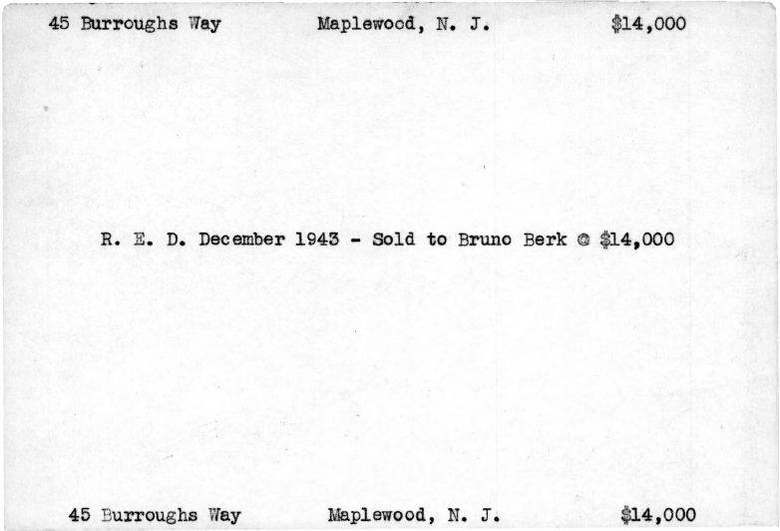 45 Burroughs Way Maplewood, N. J. $14,000
R. E. D. December 1943 - Sold to Bruno Berk @ $14,000
45 Burroughs Way Maplewood, N. J. $14,000